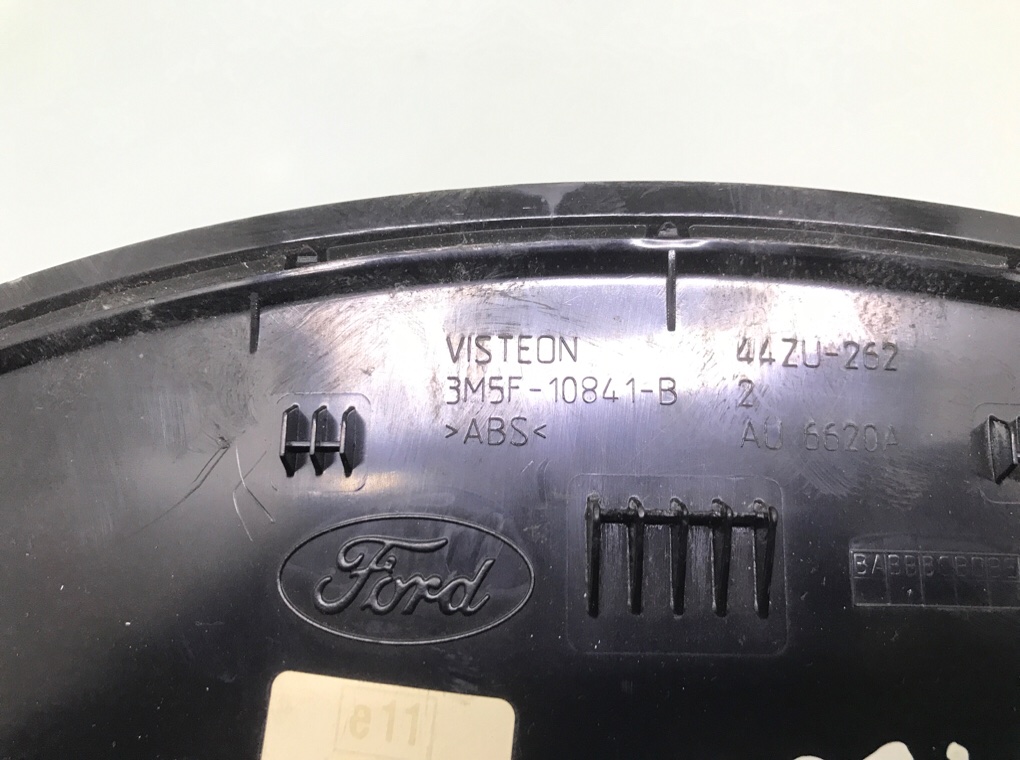 VISTEON
3M5F-10841-B
>ABS<
44ZU-262
2
AU 6620A
Ford
e11